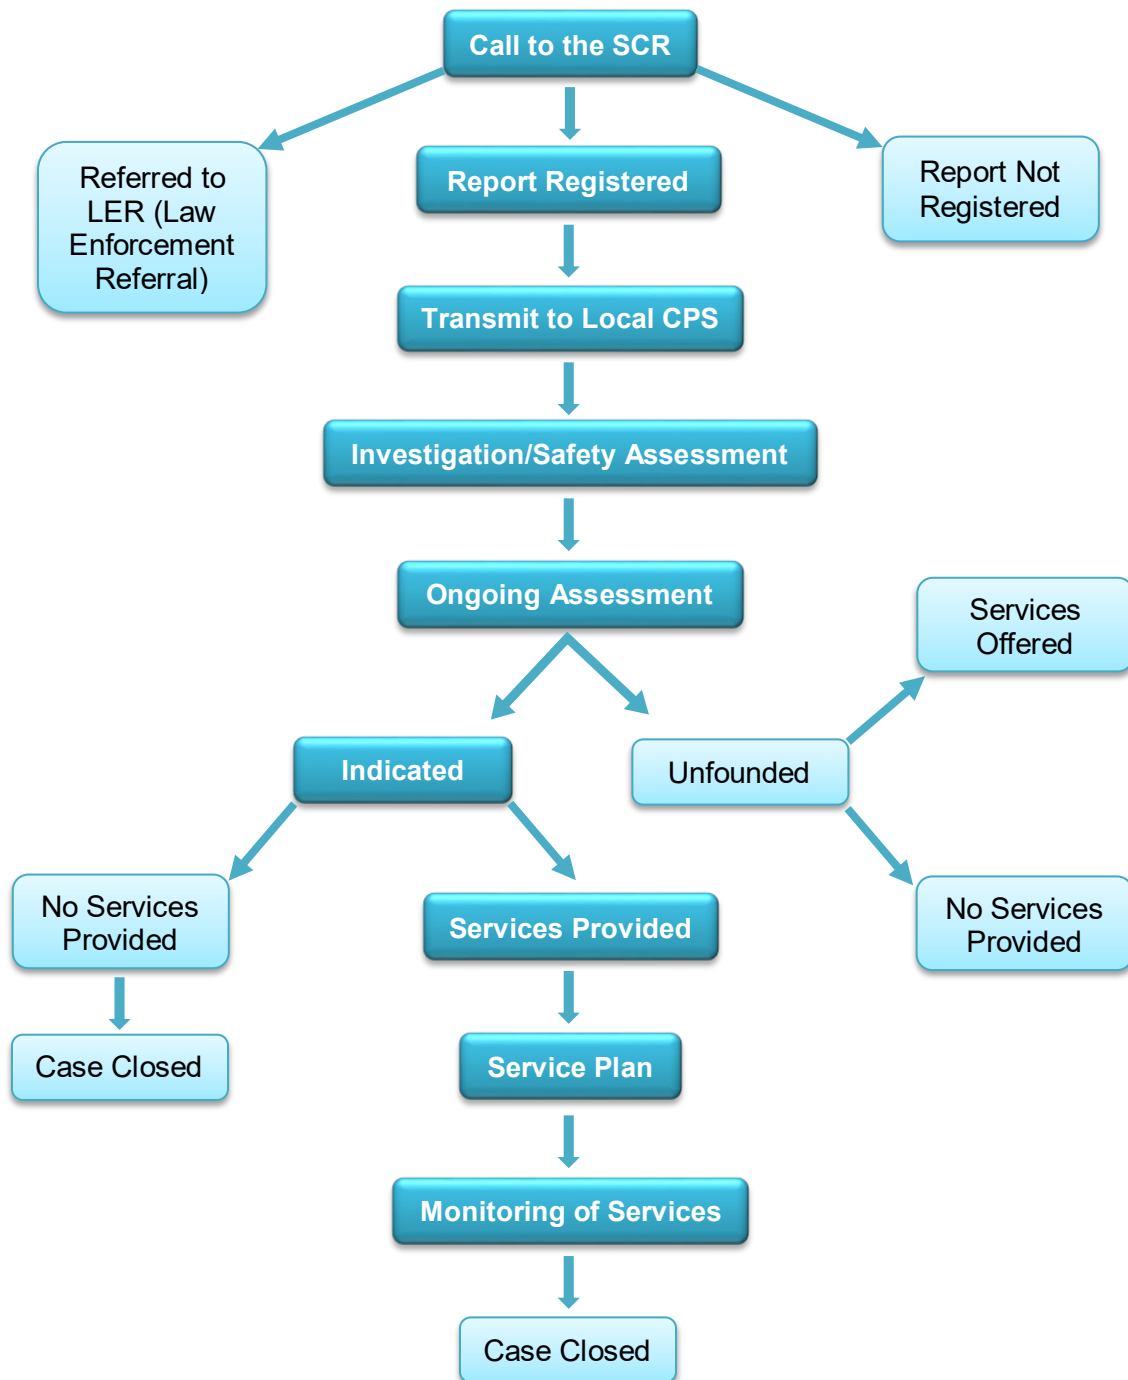 Call to the SCR
Referred to
LER (Law
Enforcement
Referral)
Report Registered
Report Not
Registered
Transmit to Local CPS
Investigation/Safety Assessment
Ongoing Assessment
Services
Offered
Indicated
Unfounded
No Services
Provided
Services Provided
No Services
Provided
Case Closed
Service Plan
Monitoring of Services
Case Closed